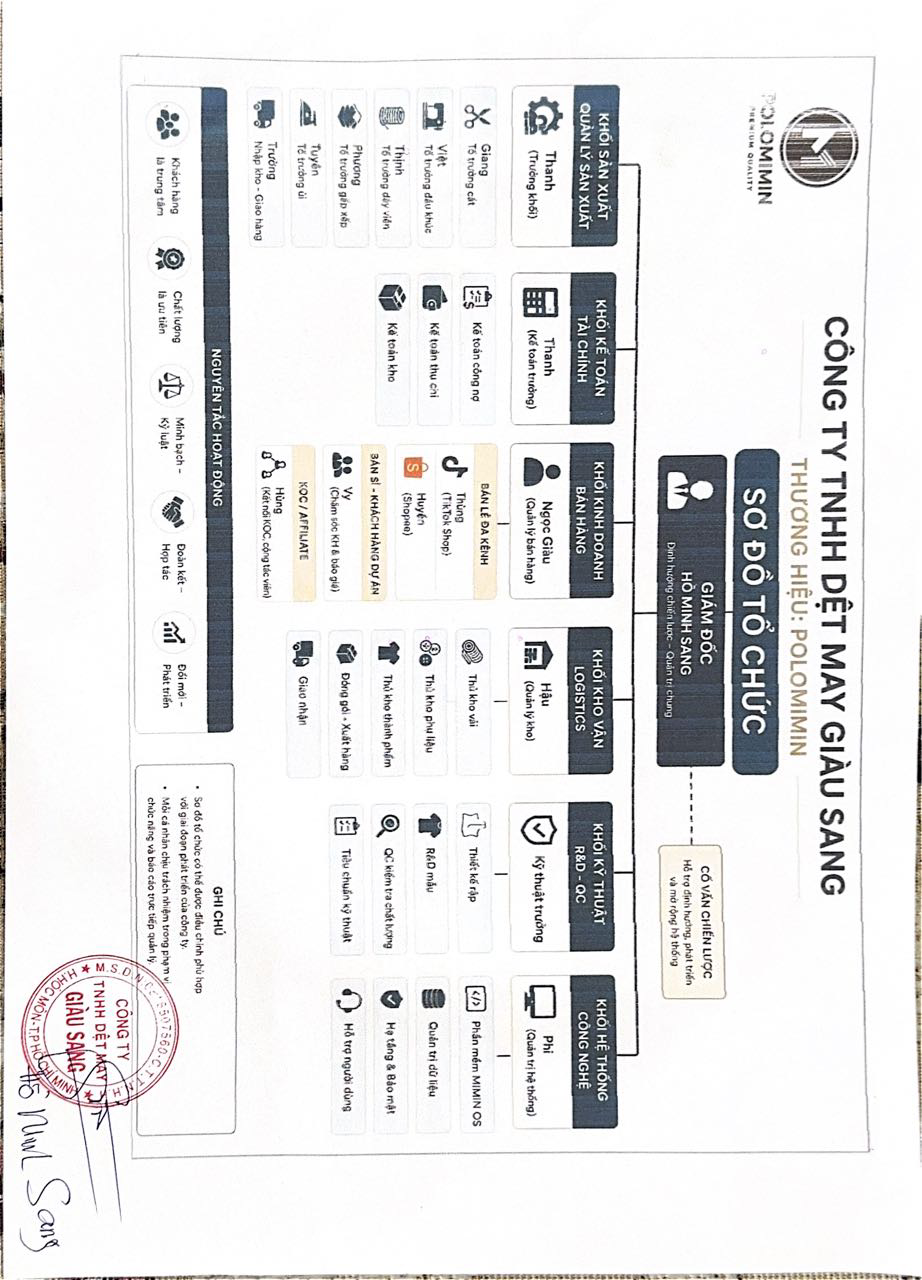 POLOMIMIN
PREMIUM QUALITY
CÔNG TY TNHH DỆT MAY GIÀU SANG
THƯƠNG HIỆU: POLOMIMIN
SƠ ĐỒ TỔ CHỨC
GIÁM ĐỐC
HỒ MINH SANG
Định hướng chiến lược - Quản trị chung
CỐ VẤN CHIẾN LƯỢC
Hỗ trợ định hướng, phát triển
và mở rộng hệ thống
KHỐI SẢN XUẤT
QUẢN LÝ SẢN XUẤT
Thanh
(Trưởng khối)
Giang
Tổ trưởng cắt
Việt
Tổ trưởng đầu khúc
Thịnh
Tổ trưởng dây viền
Phượng
Tổ trưởng gấp xếp
Tuyền
Tổ trưởng ủi
Trường
Nhập kho - Giao hàng
KHỐI KẾ TOÁN
TÀI CHÍNH
Thanh
(Kế toán trưởng)
Kế toán công nợ
Kế toán thu chi
Kế toán kho
KHỐI KINH DOANH
BÁN HÀNG
Ngọc Giàu
(Quản lý bán hàng)
BÁN LẺ ĐA KÊNH
Thùng
(TikTok Shop)
Huyền
(Shopee)
BÁN SỈ - KHÁCH HÀNG DỰ ÁN
Vy
(Chăm sóc KH & báo giá)
KOC / AFFILIATE
Hùng
(Kết nối KOC, cộng tác viên)
KHỐI KHO VẬN
LOGISTICS
Hậu
(Quản lý kho)
Thủ kho vải
Thủ kho phụ liệu
Thủ kho thành phẩm
Đóng gói - Xuất hàng
Giao nhận
KHỐI KỸ THUẬT
R&D - QC
Kỹ thuật trưởng
Thiết kế rập
R&D mẫu
QC kiểm tra chất lượng
Tiêu chuẩn kỹ thuật
KHỐI HỆ THỐNG
CÔNG NGHỆ
Phi
(Quản trị hệ thống)
Phần mềm MIMIN OS
Quản trị dữ liệu
Hạ tầng & Bảo mật
Hỗ trợ người dùng
NGUYÊN TẮC HOẠT ĐỘNG
Khách hàng
là trung tâm
Chất lượng
là ưu tiên
Minh bạch –
Kỷ luật
Đoàn kết –
Hợp tác
Đổi mới –
Phát triển
GHI CHÚ
• Sơ đồ tổ chức có thể được điều chỉnh phù hợp
với giai đoạn phát triển của công ty.
• Mỗi cá nhân chịu trách nhiệm trong phạm vi
chức năng và báo cáo trực tiếp quản lý.
CÔNG TY
TNHH DỆT MAY
GIÀU SANG
H.HÓC MÔN-T.P HỒ CHÍ MINH
Hồ Minh Sang